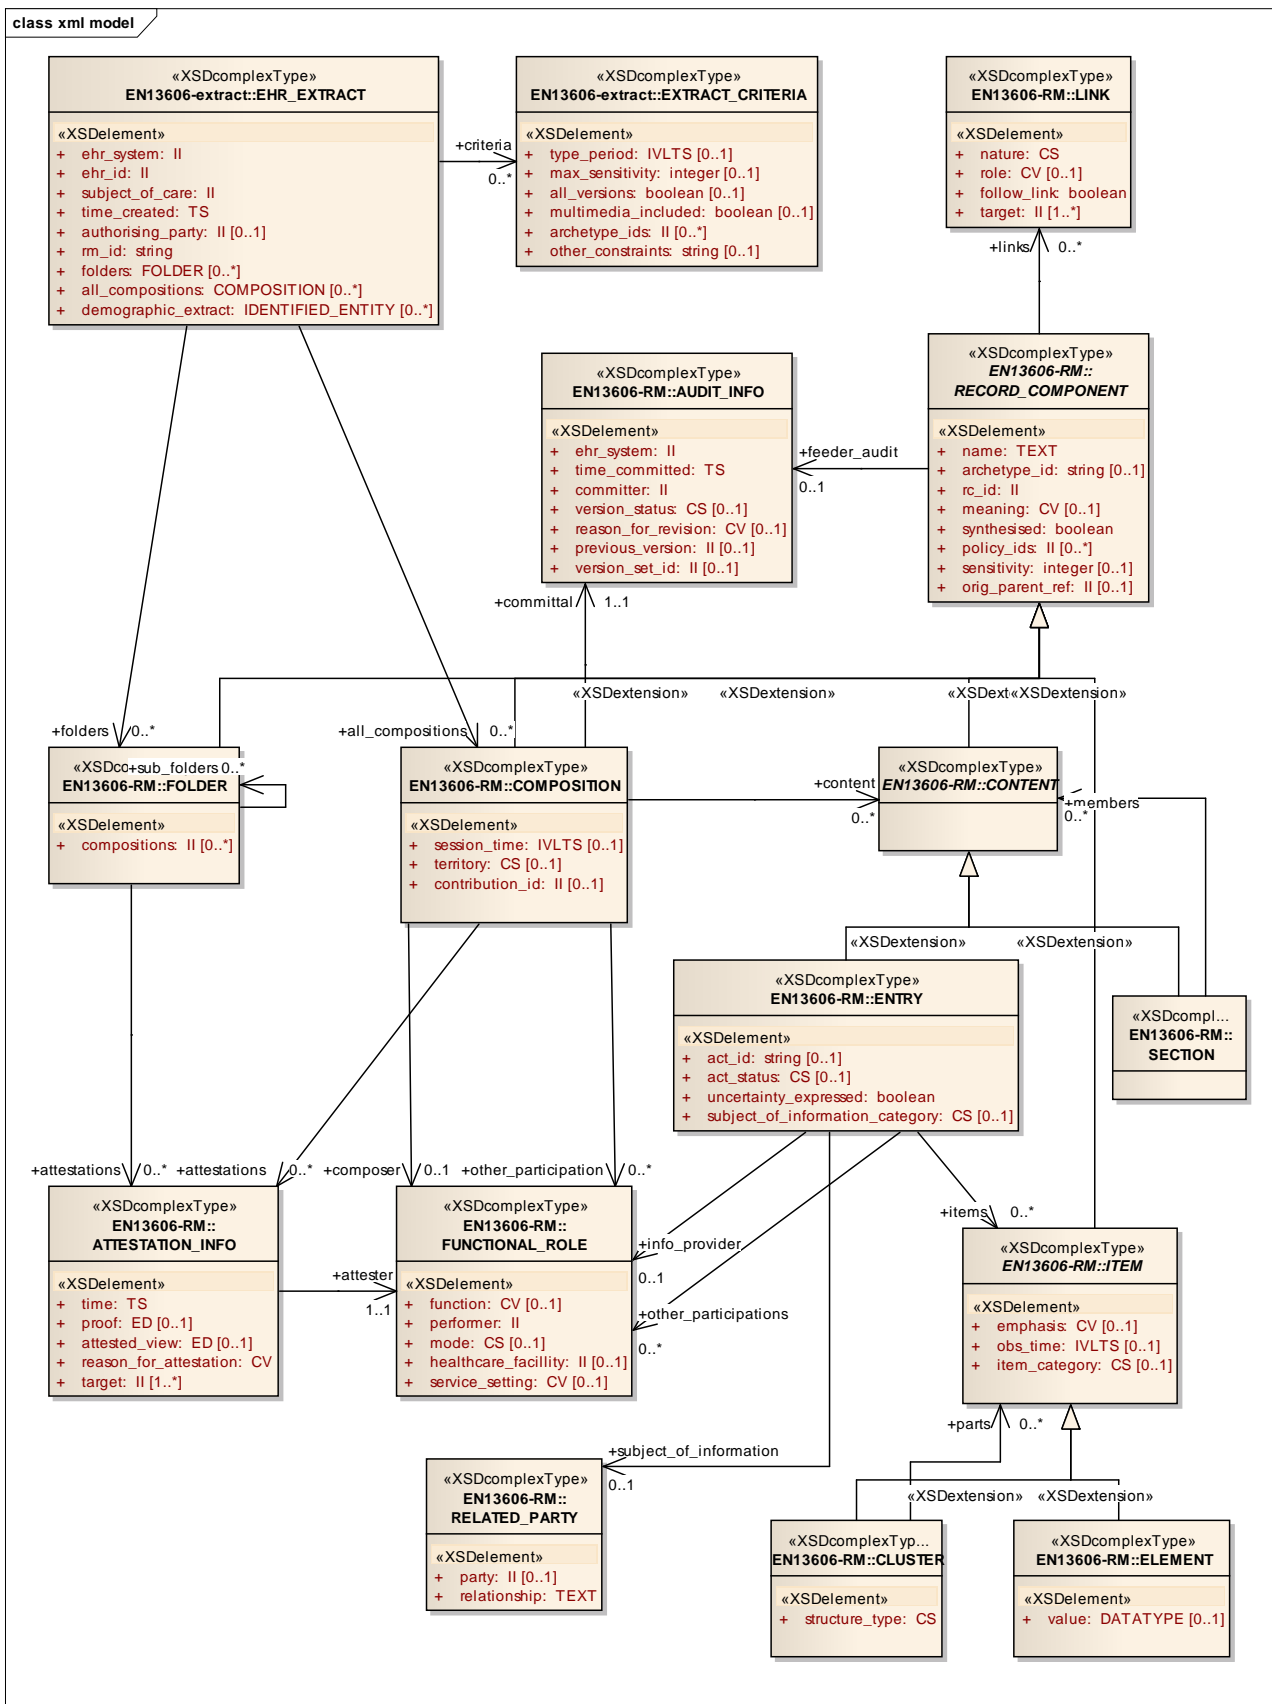 class xml model
«XSDcomplexType»
EN13606-extract::EHR_EXTRACT
«XSDelement»
+ ehr_system: II
+ ehr_id: II
+ subject_of_care: II
+ time_created: TS
+ authorising_party: II [0..1]
+ rm_id: string
+ folders: FOLDER [0..*]
+ all_compositions: COMPOSITION [0..*]
+ demographic_extract: IDENTIFIED_ENTITY [0..*]
+criteria
0..*
«XSDcomplexType»
EN13606-extract::EXTRACT_CRITERIA
«XSDelement»
+ type_period: IVLTS [0..1]
+ max_sensitivity: integer [0..1]
+ all_versions: boolean [0..1]
+ multimedia_included: boolean [0..1]
+ archetype_ids: II [0..*]
+ other_constraints: string [0..1]
«XSDcomplexType»
EN13606-RM::LINK
«XSDelement»
+ nature: CS
+ role: CV [0..1]
+ follow_link: boolean
+ target: II [1..*]
+links 0..*
«XSDcomplexType»
EN13606-RM::AUDIT_INFO
«XSDelement»
+ ehr_system: II
+ time_committed: TS
+ committer: II
+ version_status: CS [0..1]
+ reason_for_revision: CV [0..1]
+ previous_version: II [0..1]
+ version_set_id: II [0..1]
+feeder_audit
0..1
«XSDcomplexType»
EN13606-RM::
RECORD_COMPONENT
«XSDelement»
+ name: TEXT
+ archetype_id: string [0..1]
+ rc_id: II
+ meaning: CV [0..1]
+ synthesised: boolean
+ policy_ids: II [0..*]
+ sensitivity: integer [0..1]
+ orig_parent_ref: II [0..1]
+committal 1..1
«XSDextension»
«XSDextension»
«XSDext
«XSDextension»
+folders 0..*
+all_compositions 0..*
«XSDco
+sub_folders 0..*
EN13606-RM::FOLDER
«XSDelement»
+ compositions: II [0..*]
«XSDcomplexType»
EN13606-RM::COMPOSITION
«XSDelement»
+ session_time: IVLTS [0..1]
+ territory: CS [0..1]
+ contribution_id: II [0..1]
+content
0..*
«XSDcomplexType»
EN13606-RM::CONTENT
+members
0..*
«XSDextension»
«XSDextension»
«XSDcomplexType»
EN13606-RM::ENTRY
«XSDelement»
+ act_id: string [0..1]
+ act_status: CS [0..1]
+ uncertainty_expressed: boolean
+ subject_of_information_category: CS [0..1]
«XSDcompl...
EN13606-RM::
SECTION
+attestations 0..*
+attestations 0..*
+composer 0..1
+other_participation 0..*
«XSDcomplexType»
EN13606-RM::
ATTESTATION_INFO
«XSDelement»
+ time: TS
+ proof: ED [0..1]
+ attested_view: ED [0..1]
+ reason_for_attestation: CV
+ target: II [1..*]
+attester
1..1
«XSDcomplexType»
EN13606-RM::
FUNCTIONAL_ROLE
«XSDelement»
+ function: CV [0..1]
+ performer: II
+ mode: CS [0..1]
+ healthcare_facillity: II [0..1]
+ service_setting: CV [0..1]
+info_provider
0..1
+other_participations
0..*
+items 0..*
«XSDcomplexType»
EN13606-RM::ITEM
«XSDelement»
+ emphasis: CV [0..1]
+ obs_time: IVLTS [0..1]
+ item_category: CS [0..1]
+parts 0..*
+subject_of_information
0..1
«XSDcomplexType»
EN13606-RM::
RELATED_PARTY
«XSDelement»
+ party: II [0..1]
+ relationship: TEXT
«XSDextension»
«XSDextension»
«XSDcomplexTyp...
EN13606-RM::CLUSTER
«XSDelement»
+ structure_type: CS
«XSDcomplexType»
EN13606-RM::ELEMENT
«XSDelement»
+ value: DATATYPE [0..1]